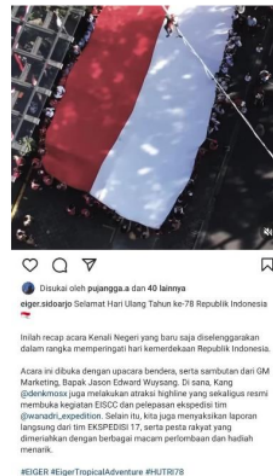 Disukai oleh pujangga.a dan 40 lainnya
eiger.sidoarjo Selamat Hari Ulang Tahun ke-78 Republik Indonesia
Inilah recap acara Kenali Negeri yang baru saja diselenggarakan
dalam rangka memperingati hari kemerdekaan Republik Indonesia.
Acara ini dibuka dengan upacara bendera, serta sambutan dari GM
Marketing, Bapak Jason Edward Wuysang. Di sana, Kang
@denkmosx juga melakukan atraksi highline yang sekaligus resmi
membuka kegiatan EISCC dan pelepasan ekspedisi tim
@wanadri_expedition. Selain itu, kita juga menyaksikan laporan
langsung dari tim EKSPEDISI 17, serta pesta rakyat yang
dimeriahkan dengan berbagai macam perlombaan dan hadiah
menarik.
#EIGER #EigerTropicalAdventure #HUTRI78